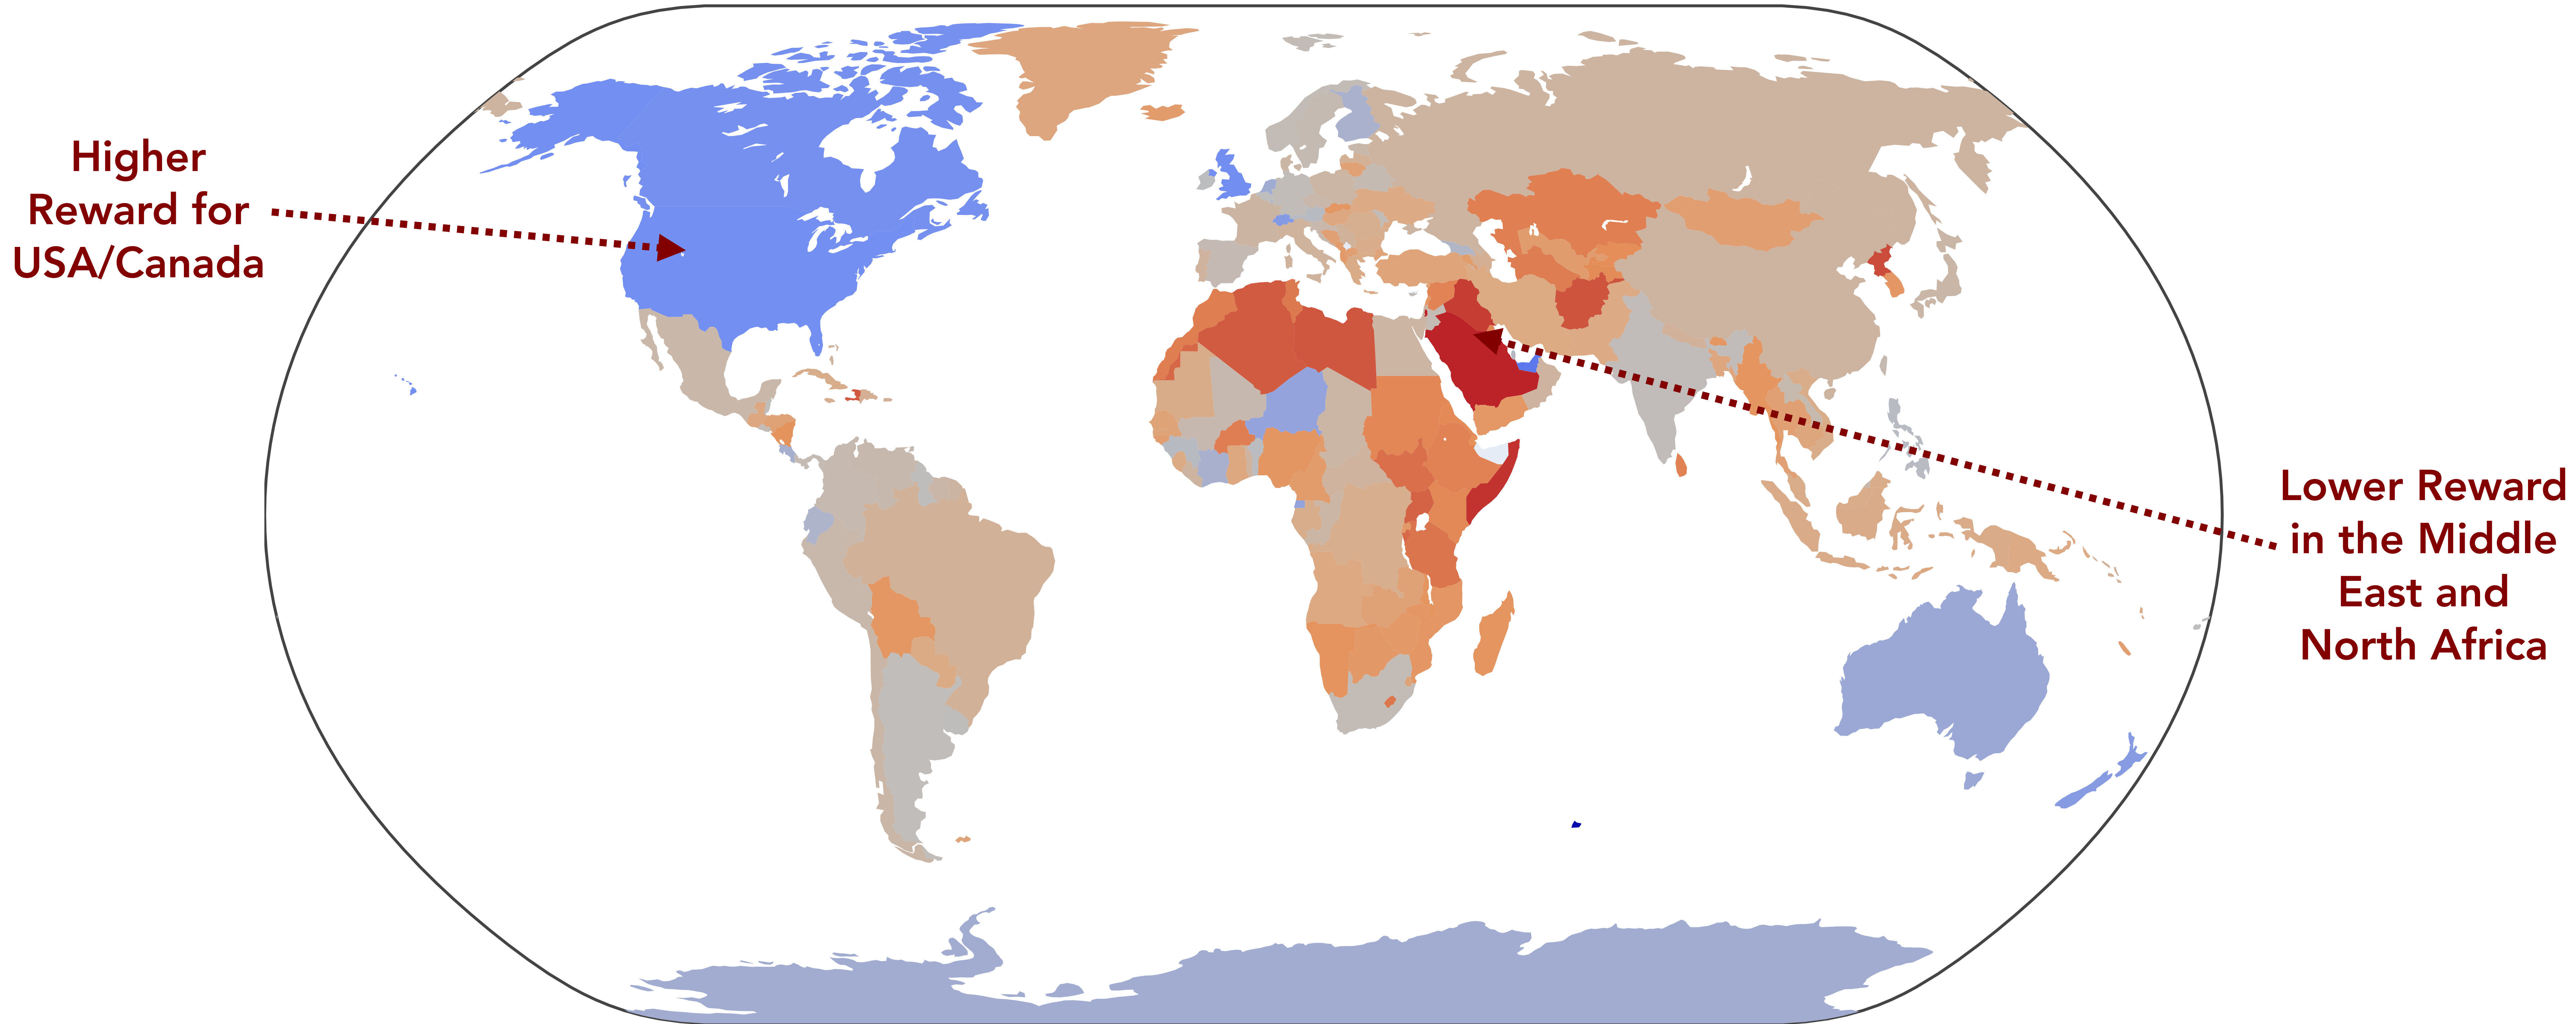 Higher
Reward for
USA/Canada
Lower Reward
in the Middle
East and
North Africa